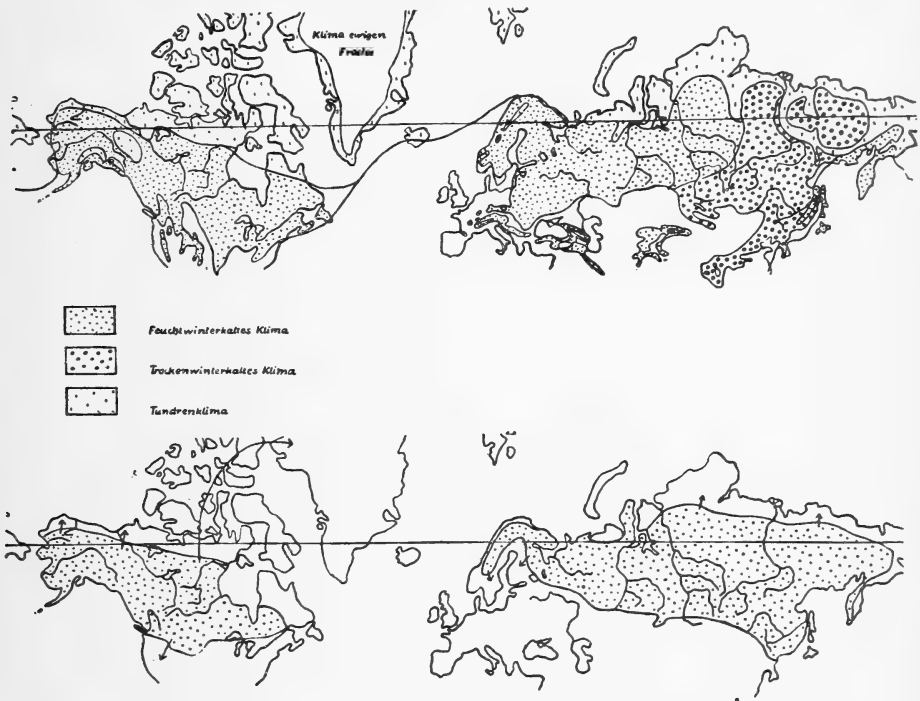 Klima ewigen
Frostes
Feuchtwinterkaltes Klima
Trockenwinterkaltes Klima
Tundrenklima